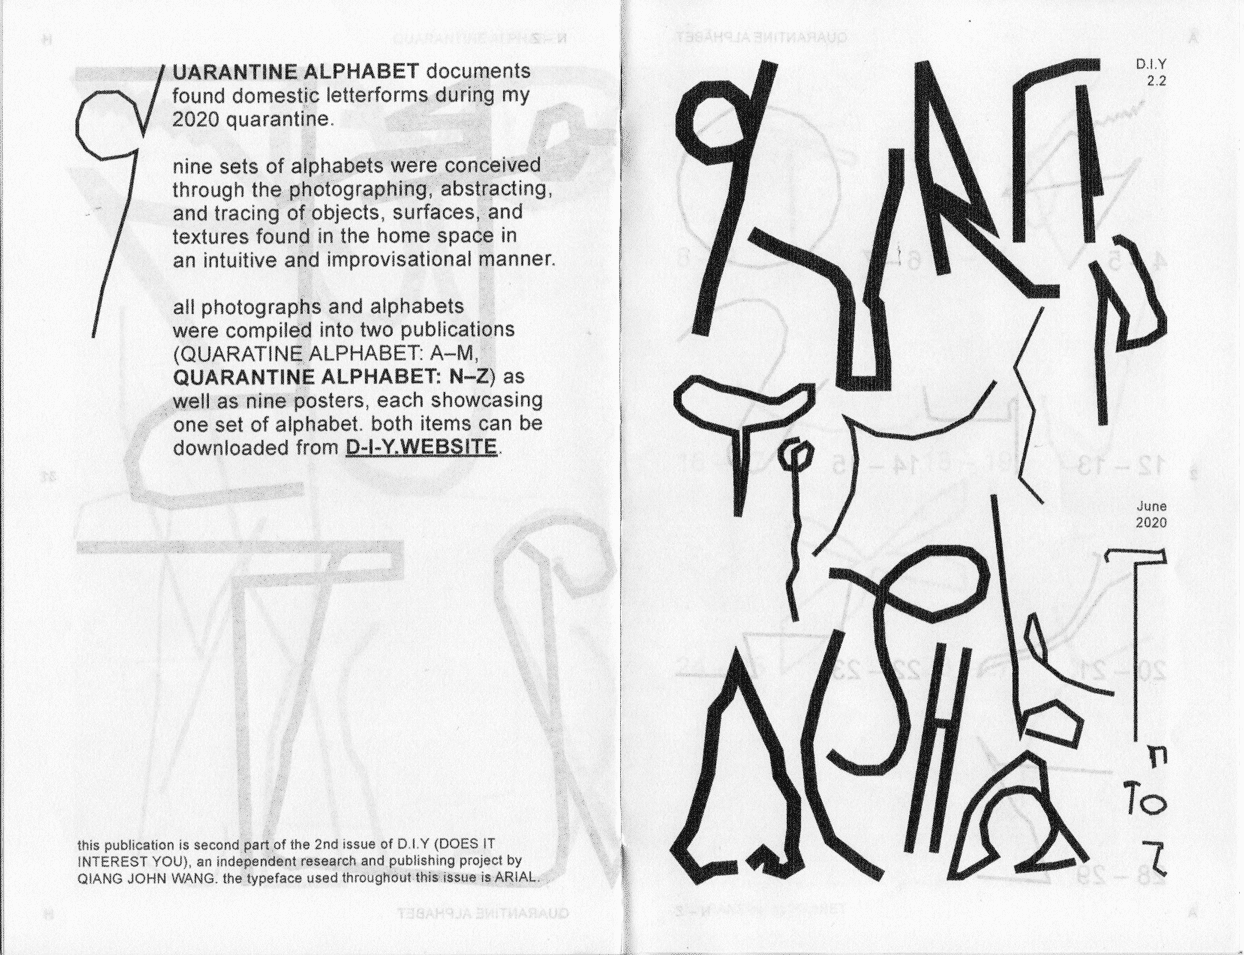 qUARANTINE ALPHABET documents
found domestic letterforms during my
2020 quarantine.
nine sets of alphabets were conceived
through the photographing, abstracting,
and tracing of objects, surfaces, and
textures found in the home space in
an intuitive and improvisational manner.
all photographs and alphabets
were compiled into two publications
(QUARATINE ALPHABET: A–M,
QUARANTINE ALPHABET: N–Z) as
well as nine posters, each showcasing
one set of alphabet. both items can be
downloaded from D-I-Y.WEBSITE.
this publication is second part of the 2nd issue of D.I.Y (DOES IT
INTEREST YOU), an independent research and publishing project by
QIANG JOHN WANG. the typeface used throughout this issue is ARIAL.
D.I.Y
2.2
June
2020
n
TO
Z